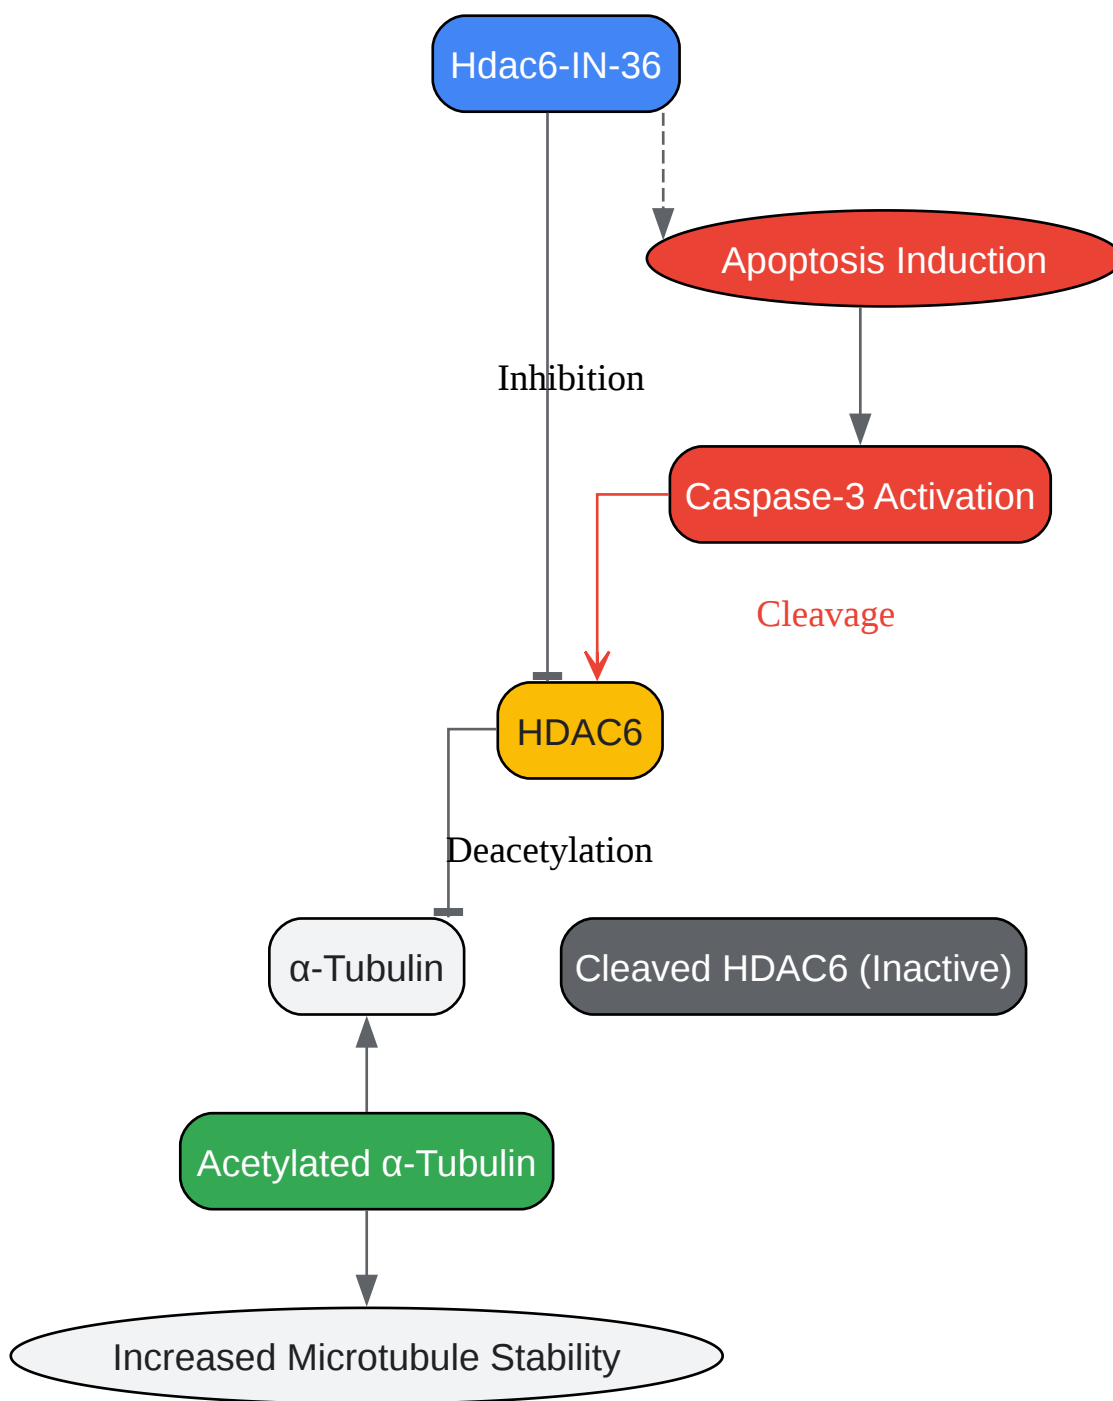 Hdac6-IN-36
Apoptosis Induction
Inhibition
Caspase-3 Activation
Cleavage
HDAC6
Deacetylation
α-Tubulin
Cleaved HDAC6 (Inactive)
Acetylated α-Tubulin
Increased Microtubule Stability